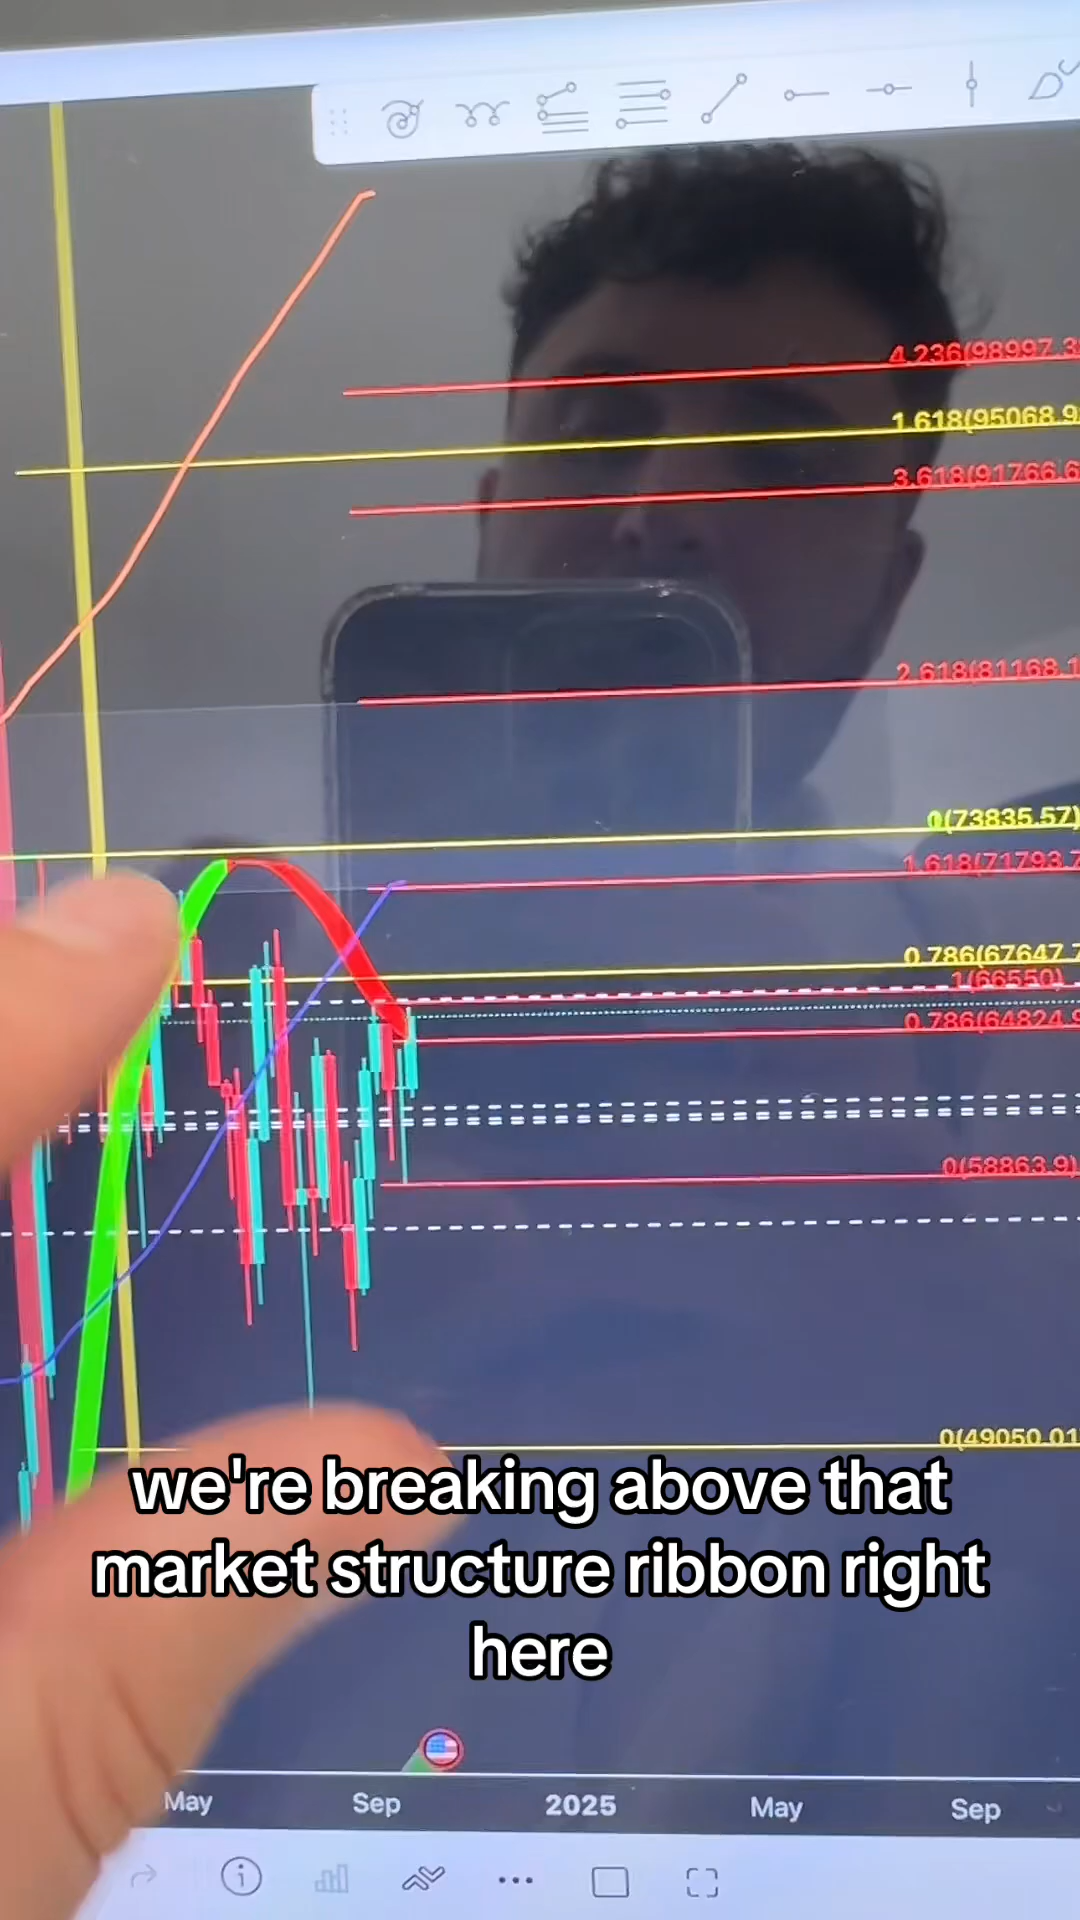 4.236(98997.3
1.618(95068.9
3.618(91766.6
2.618(81168.1
0(73835.57)
1.618(71793.7
0.786(67647.7
1(66550)
0.786(64824.9
0(58863.9)
0(49050.01
we're breaking above that
market structure ribbon right
here
May Sep 2025 May Sep